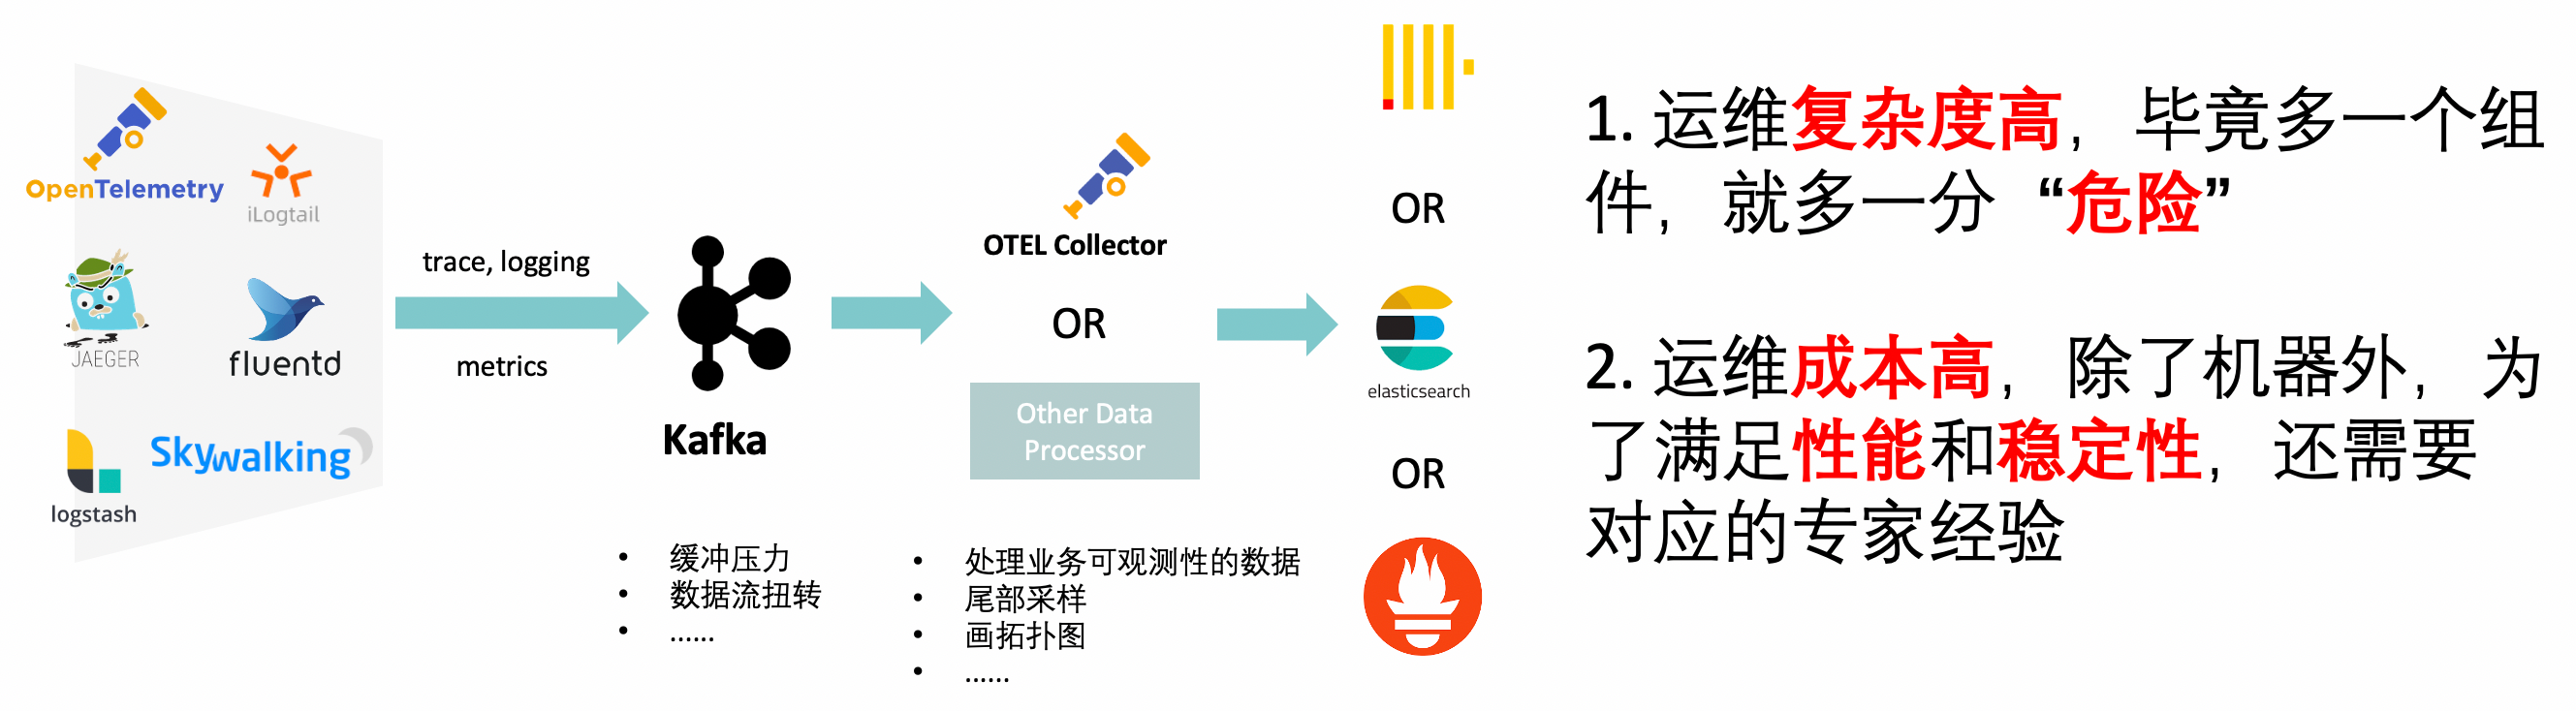 OpenTelemetry
iLogtail
JAEGER
fluentd
logstash
Skywalking
trace, logging
metrics
Kafka
• 缓冲压力
• 数据流扭转
• ......
OTEL Collector
OR
Other Data
Processor
• 处理业务可观测性的数据
• 尾部采样
• 画拓扑图
• ......
OR
elasticsearch
OR
1. 运维复杂度高，毕竟多一个组
件，就多一分“危险”
2. 运维成本高，除了机器外，为
了满足性能和稳定性，还需要
对应的专家经验